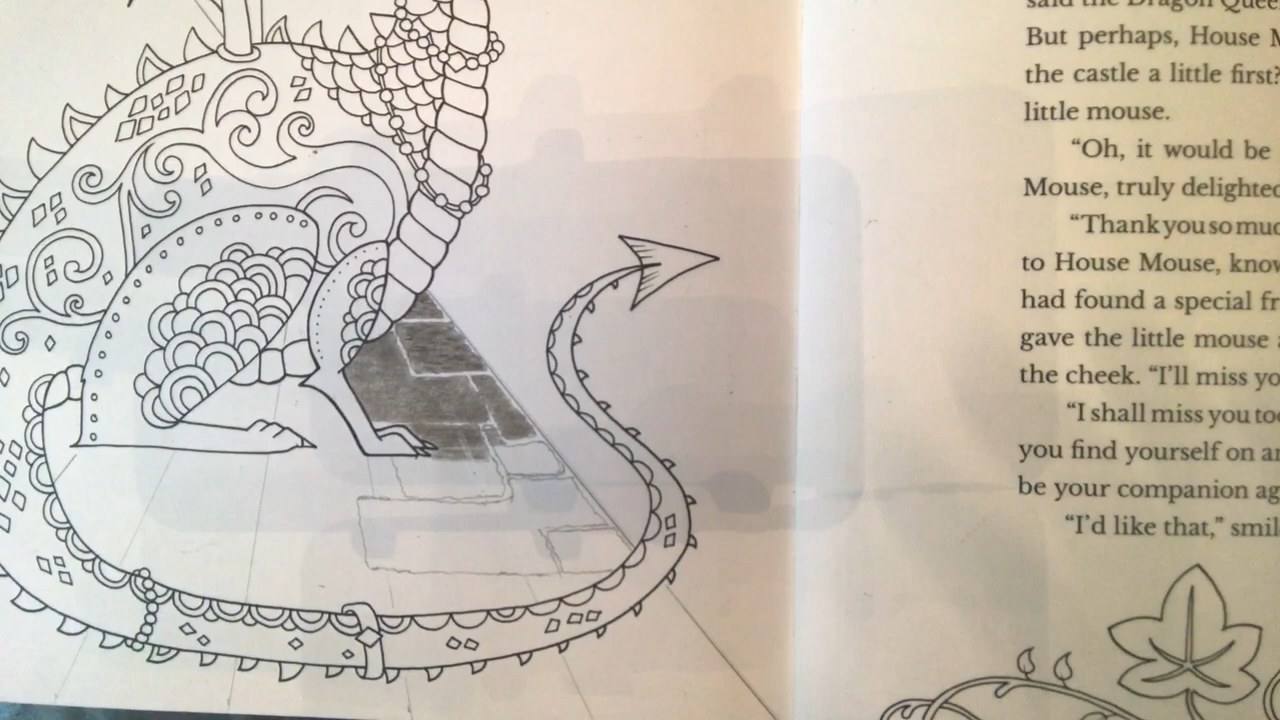 said the Dragon Quee
But perhaps, House M
the castle a little first?
little mouse.
“Oh, it would be
Mouse, truly delighted
“Thank you so muc
to House Mouse, know
had found a special fr
gave the little mouse a
the cheek. “I’ll miss yo
“I shall miss you too
you find yourself on an
be your companion ag
“I’d like that,” smil